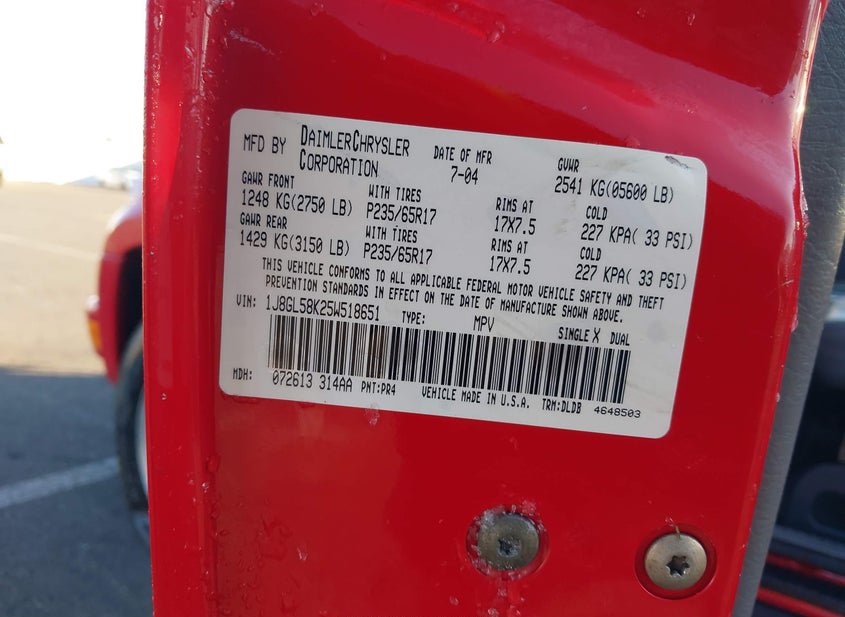 MFD BY DAIMLERCHRYSLER CORPORATION DATE OF MFR 7-04 GVWR 2541 KG(05600 LB)
GAWR FRONT WITH TIRES RIMS AT COLD
1248 KG(2750 LB) P235/65R17 17X7.5 227 KPA( 33 PSI)
GAWR REAR WITH TIRES RIMS AT COLD
1429 KG(3150 LB) P235/65R17 17X7.5 227 KPA( 33 PSI)
THIS VEHICLE CONFORMS TO ALL APPLICABLE FEDERAL MOTOR VEHICLE SAFETY AND THEFT
PREVENTION STANDARDS IN EFFECT ON THE DATE OF MANUFACTURE SHOWN ABOVE.
VIN: 1J8GL58K25W518651 TYPE: MPV SINGLE X DUAL
MDH: 072613 314AA PNT:PR4 VEHICLE MADE IN U.S.A. TRM:DLDB 4648503